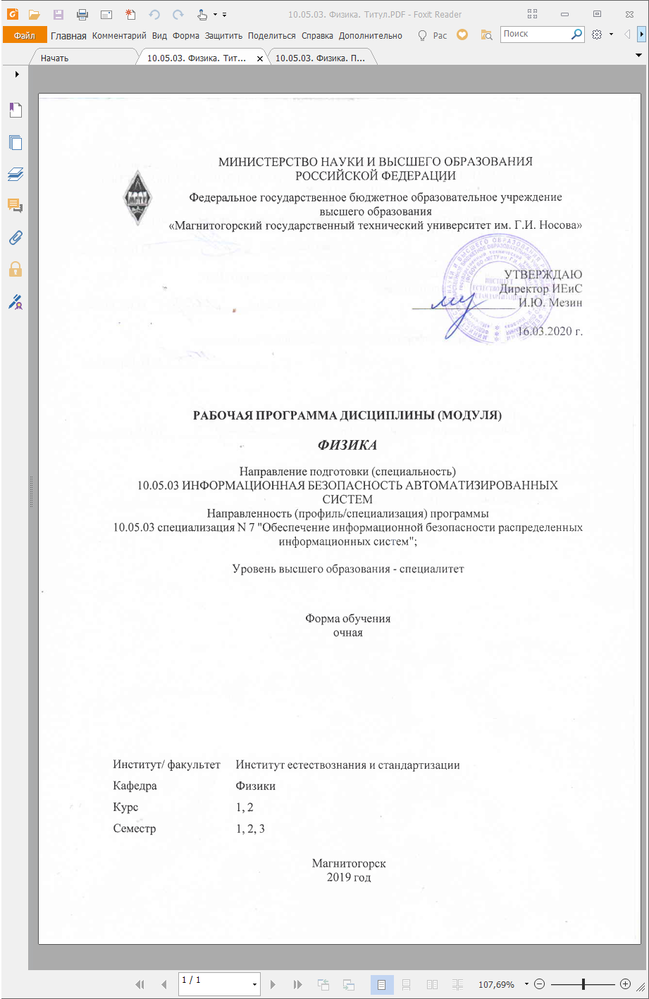 10.05.03. Физика. Титул.PDF - Foxit Reader
Файл Главная Комментарий Вид Форма Защитить Поделиться Справка Дополнительно Рас Поиск
Начать 10.05.03. Физика. Тит... 10.05.03. Физика. П...
МИНИСТЕРСТВО НАУКИ И ВЫСШЕГО ОБРАЗОВАНИЯ
РОССИЙСКОЙ ФЕДЕРАЦИИ
Федеральное государственное бюджетное образовательное учреждение
высшего образования
«Магнитогорский государственный технический университет им. Г.И. Носова»
УТВЕРЖДАЮ
Директор ИЕиС
И.Ю. Мезин
16.03.2020 г.
РАБОЧАЯ ПРОГРАММА ДИСЦИПЛИНЫ (МОДУЛЯ)
ФИЗИКА
Направление подготовки (специальность)
10.05.03 ИНФОРМАЦИОННАЯ БЕЗОПАСНОСТЬ АВТОМАТИЗИРОВАННЫХ
СИСТЕМ
Направленность (профиль/специализация) программы
10.05.03 специализация N 7 "Обеспечение информационной безопасности распределенных
информационных систем";
Уровень высшего образования - специалитет
Форма обучения
очная
Институт/ факультет Институт естествознания и стандартизации
Кафедра Физики
Курс 1, 2
Семестр 1, 2, 3
Магнитогорск
2019 год
1 / 1 107,69%